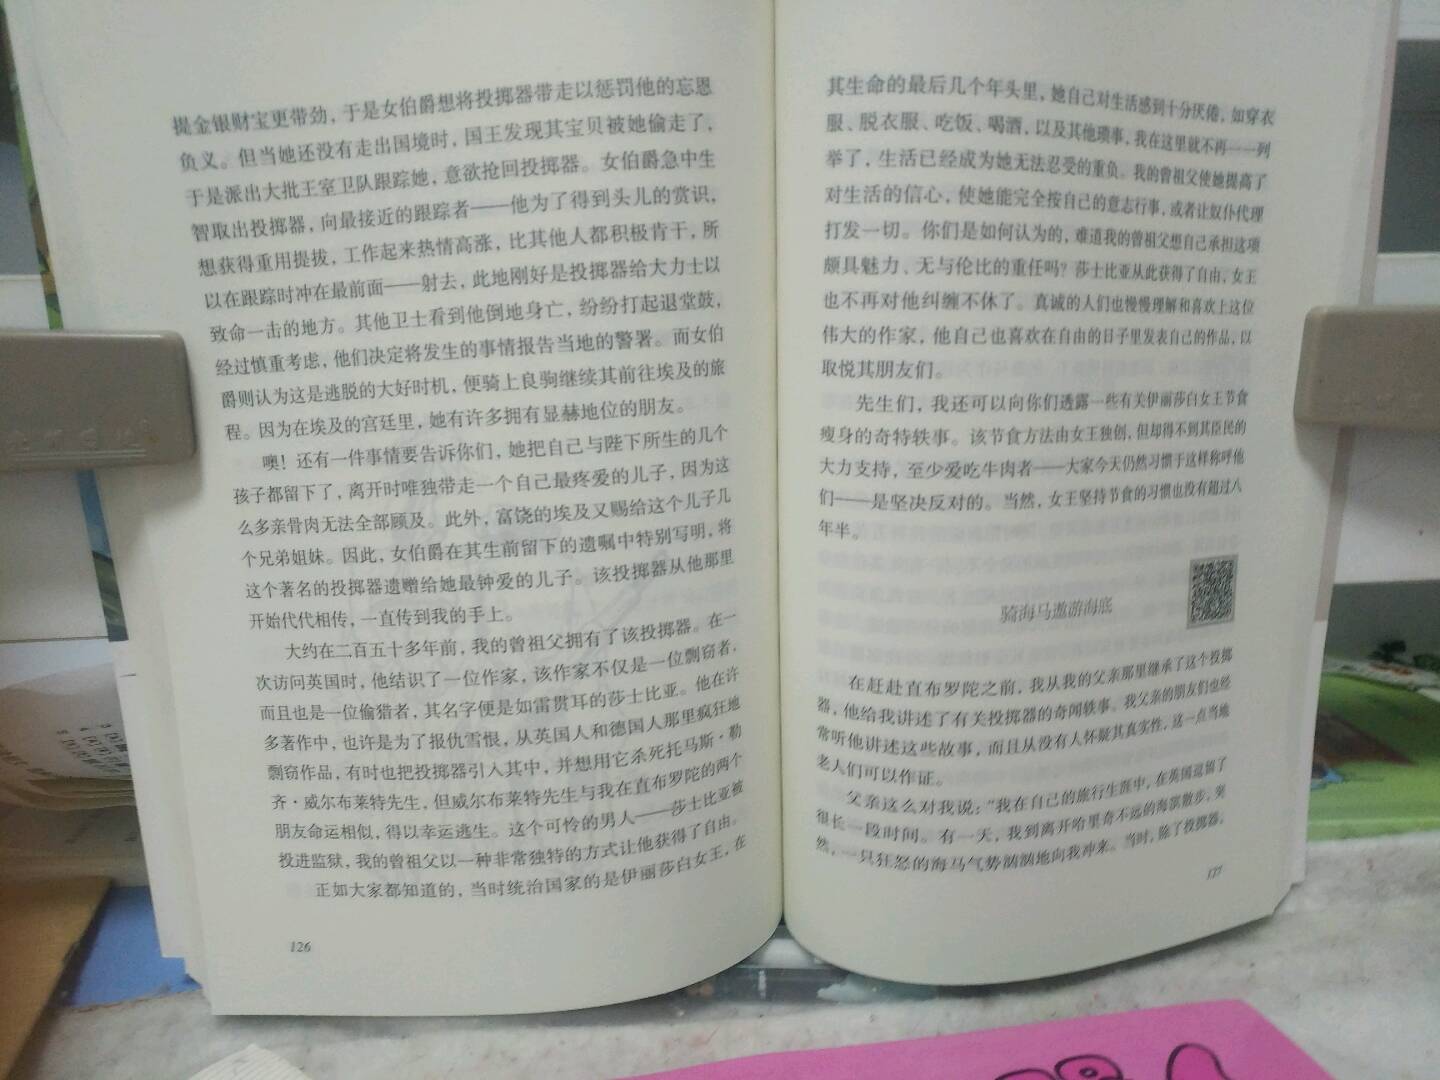 提金银财宝更带劲，于是女伯爵想将投掷器带走以惩罚他的忘恩
负义。但当她还没有走出国境时，国王发现其宝贝被她偷走了，
于是派出大批王室卫队跟踪她，意欲抢回投掷器。女伯爵急中生
智取出投掷器，向最接近的跟踪者——他为了得到头儿的赏识，
想获得重用提拔，工作起来热情高涨，比其他人都积极肯干，所
以在跟踪时冲在最前面——射去，此地刚好是投掷器给大力士以
致命一击的地方。其他卫士看到他倒地身亡，纷纷打起退堂鼓，
经过慎重考虑，他们决定将发生的事情报告当地的警署。而女伯
爵则认为这是逃脱的大好时机，便骑上良驹继续其前往埃及的旅
程。因为在埃及的宫廷里，她有许多拥有显赫地位的朋友。
噢！还有一件事情要告诉你们，她把自己与陛下所生的几个
孩子都留下了，离开时唯独带走一个自己最疼爱的儿子，因为这
么多亲骨肉无法全部顾及。此外，富饶的埃及又赐给这个儿子几
个兄弟姐妹。因此，女伯爵在其生前留下的遗嘱中特别写明，将
这个著名的投掷器遗赠给她最钟爱的儿子。该投掷器从他那里
开始代代相传，一直传到我的手上。
大约在二百五十多年前，我的曾祖父拥有了该投掷器。在一
次访问英国时，他结识了一位作家，该作家不仅是一位剽窃者，
而且也是一位偷猎者，其名字便是如雷贯耳的莎士比亚。他在许
多著作中，也许是为了报仇雪恨，从英国人和德国人那里疯狂地
剽窃作品，有时也把投掷器引入其中，并想用它杀死托马斯·勒
齐·威尔布莱特先生，但威尔布莱特先生与我在直布罗陀的两个
朋友命运相似，得以幸运逃生。这个可怜的男人——莎士比亚被
投进监狱，我的曾祖父以一种非常独特的方式让他获得了自由。
正如大家都知道的，当时统治国家的是伊丽莎白女王，在
126
其生命的最后几个年头里，她自己对生活感到十分厌倦，如穿衣
服、脱衣服、吃饭、喝酒，以及其他琐事，我在这里就不再一一列
举了，生活已经成为她无法忍受的重负。我的曾祖父使她提高了
对生活的信心，使她能完全按自己的意志行事，或者让奴仆代理
打发一切。你们是如何认为的，难道我的曾祖父想自己承担这项
颇具魅力、无与伦比的重任吗？莎士比亚从此获得了自由，女王
也不再对他纠缠不休了。真诚的人们也慢慢理解和喜欢上这位
伟大的作家，他自己也喜欢在自由的日子里发表自己的作品，以
取悦其朋友们。
先生们，我还可以向你们透露一些有关伊丽莎白女王节食
瘦身的奇特轶事。该节食方法由女王独创，但却得不到其臣民的
大力支持，至少爱吃牛肉者——大家今天仍然习惯于这样称呼他
们——是坚决反对的。当然，女王坚持节食的习惯也没有超过八
年半。
骑海马遨游海底
在赶赴直布罗陀之前，我从我的父亲那里继承了这个投掷
器，他给我讲述了有关投掷器的奇闻轶事。我父亲的朋友们也经
常听他讲述这些故事，而且从没有人怀疑其真实性，这一点当地
老人们可以作证。
父亲这么对我说：“我在自己的旅行生涯中，在英国逗留了
很长一段时间。有一天，我到离开哈里奇不远的海滨散步，突
然，一只狂怒的海马气势汹汹地向我冲来。当时，除了投掷器，
127